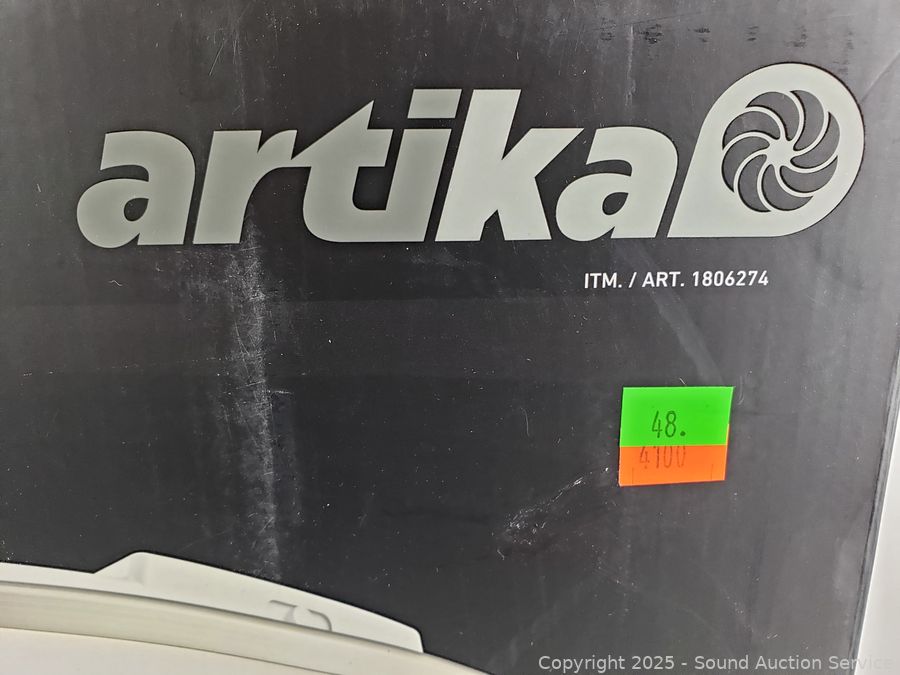 artika
ITM. / ART. 1806274
48.
4100
Copyright 2025 - Sound Auction Service